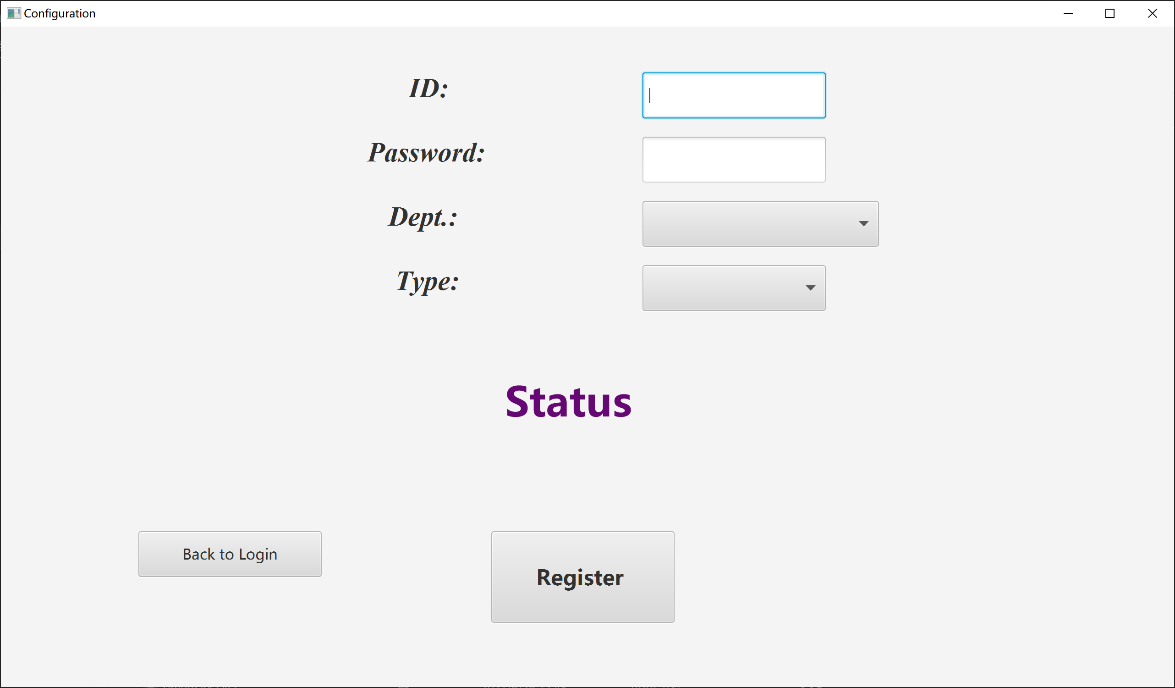 Configuration
ID:
Password:
Dept.:
Type:
Status
Back to Login
Register